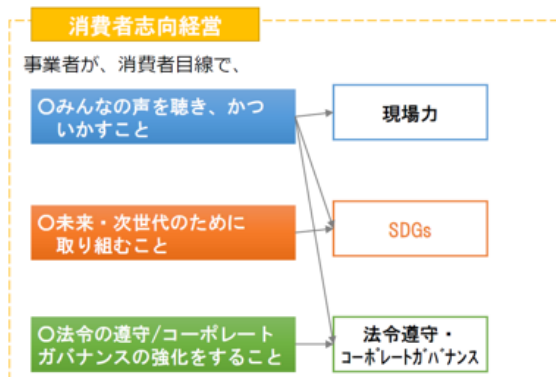 消費者志向経営
事業者が、消費者目線で、
○みんなの声を聴き、かつ
いかすこと
現場力
○未来・次世代のために
取り組むこと
SDGs
○法令の遵守/コーポレート
ガバナンスの強化をすること
法令遵守・
ｺｰﾎﾟﾚｰﾄｶﾞﾊﾞﾅﾝｽ